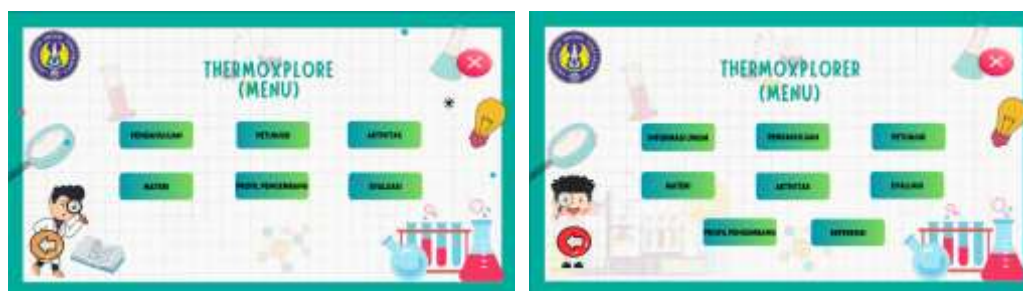 THERMOXPLORE
(MENU)
PENDAHULUAN
PETUNJUK
AKTIVITAS
MATERI
PROFIL PENGEMBANG
EVALUASI
THERMOXPLORER
(MENU)
INFORMASI UMUM
PENDAHULUAN
PETUNJUK
MATERI
AKTIVITAS
EVALUASI
PROFIL PENGEMBANG
REFERENSI